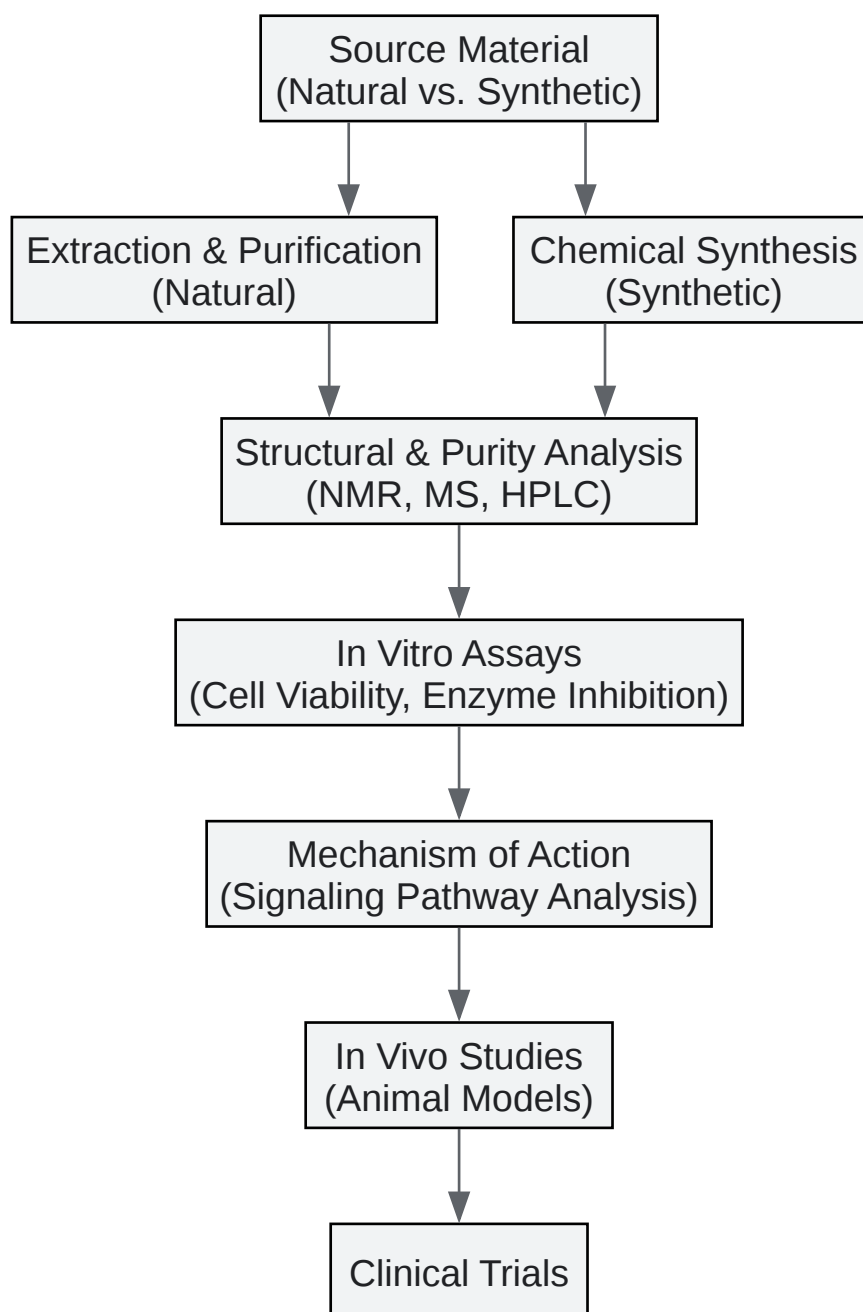 Source Material
(Natural vs. Synthetic)
Extraction & Purification
(Natural)
Chemical Synthesis
(Synthetic)
Structural & Purity Analysis
(NMR, MS, HPLC)
In Vitro Assays
(Cell Viability, Enzyme Inhibition)
Mechanism of Action
(Signaling Pathway Analysis)
In Vivo Studies
(Animal Models)
Clinical Trials